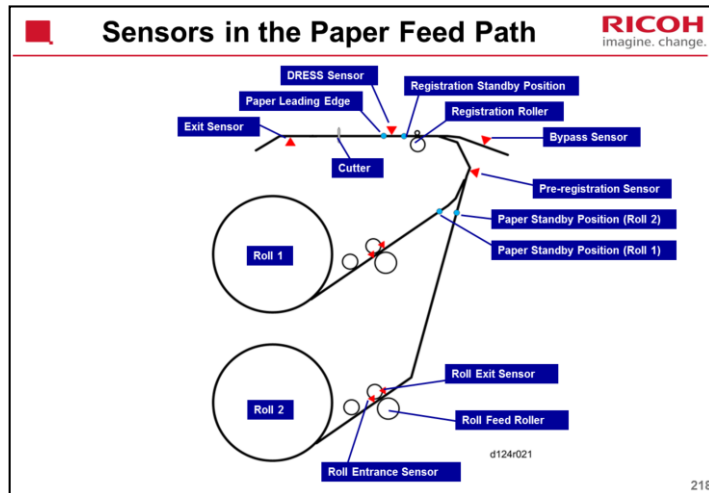 Sensors in the Paper Feed Path
RICOH
imagine. change.
DRESS Sensor
Registration Standby Position
Paper Leading Edge
Registration Roller
Exit Sensor
Bypass Sensor
Cutter
Pre-registration Sensor
Paper Standby Position (Roll 2)
Paper Standby Position (Roll 1)
Roll 1
Roll Exit Sensor
Roll 2
Roll Feed Roller
d124r021
Roll Entrance Sensor
218